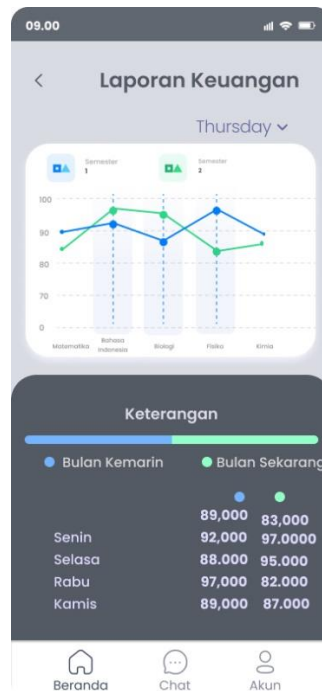 09.00
Laporan Keuangan
Thursday
Semester
1
Semester
2
100
90
80
70
0
Matematika
Bahasa
Indonesia
Biologi
Fisika
Kimia
Keterangan
Bulan Kemarin
Bulan Sekarang
89,000 83,000
Senin 92,000 97.0000
Selasa 88.000 95.000
Rabu 97,000 82.000
Kamis 89,000 87.000
Beranda Chat Akun